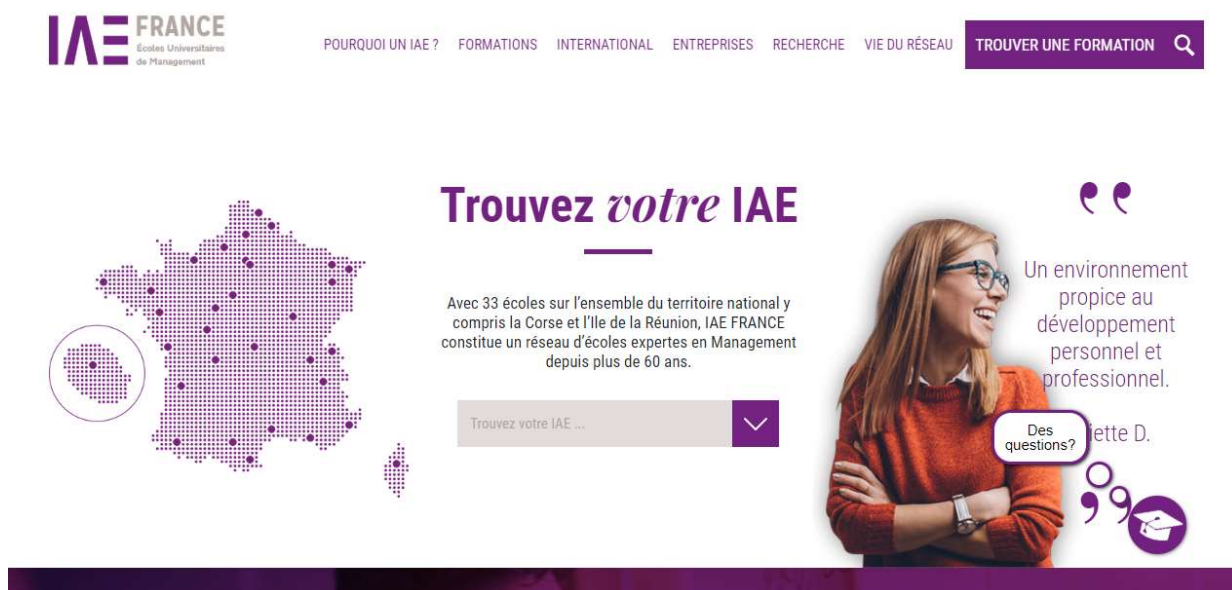 IAE FRANCE
Écoles Universitaires
de Management
POURQUOI UN IAE ?
FORMATIONS
INTERNATIONAL
ENTREPRISES
RECHERCHE
VIE DU RÉSEAU
TROUVER UNE FORMATION
Trouvez votre IAE
Avec 33 écoles sur l’ensemble du territoire national y
compris la Corse et l’Ile de la Réunion, IAE FRANCE
constitue un réseau d’écoles expertes en Management
depuis plus de 60 ans.
Trouvez votre IAE ...
Un environnement
propice au
développement
personnel et
professionnel.
D.
Des
questions?